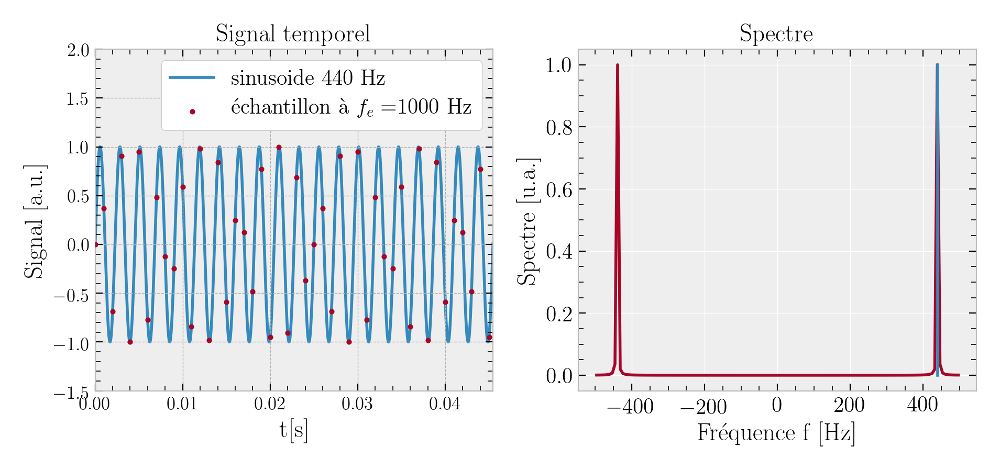 Signal temporel
2.0
1.5
1.0
0.5
0.0
−0.5
−1.0
−1.5
Signal [a.u.]
sinusoide 440 Hz
échantillon à fₑ =1000 Hz
0.00 0.01 0.02 0.03 0.04
t[s]
Spectre
1.0
0.8
0.6
0.4
0.2
0.0
Spectre [u.a.]
−400 −200 0 200 400
Fréquence f [Hz]